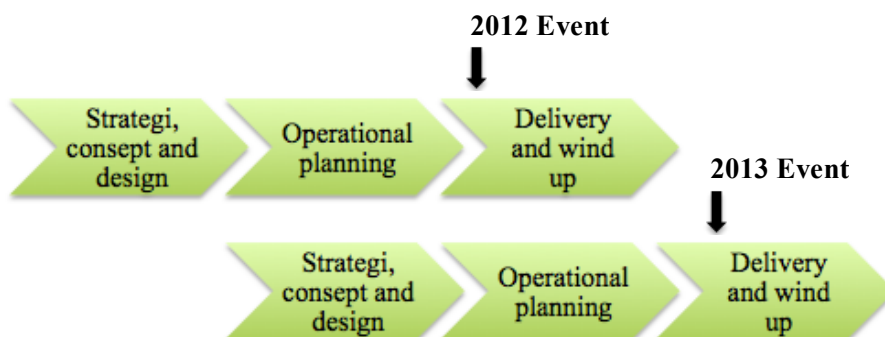 2012 Event
Strategi,
consept and
design
Operational
planning
Delivery
and wind
up
2013 Event
Strategi,
consept and
design
Operational
planning
Delivery
and wind
up